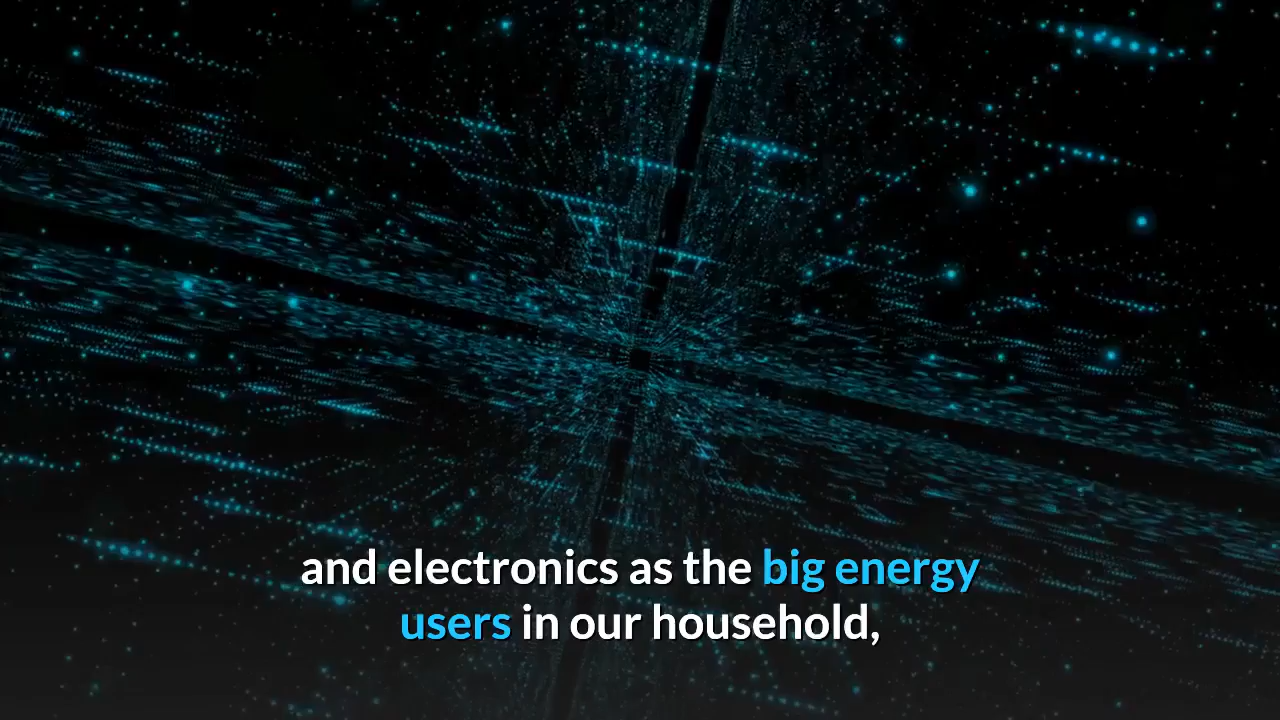 and electronics as the big energy
users in our household,